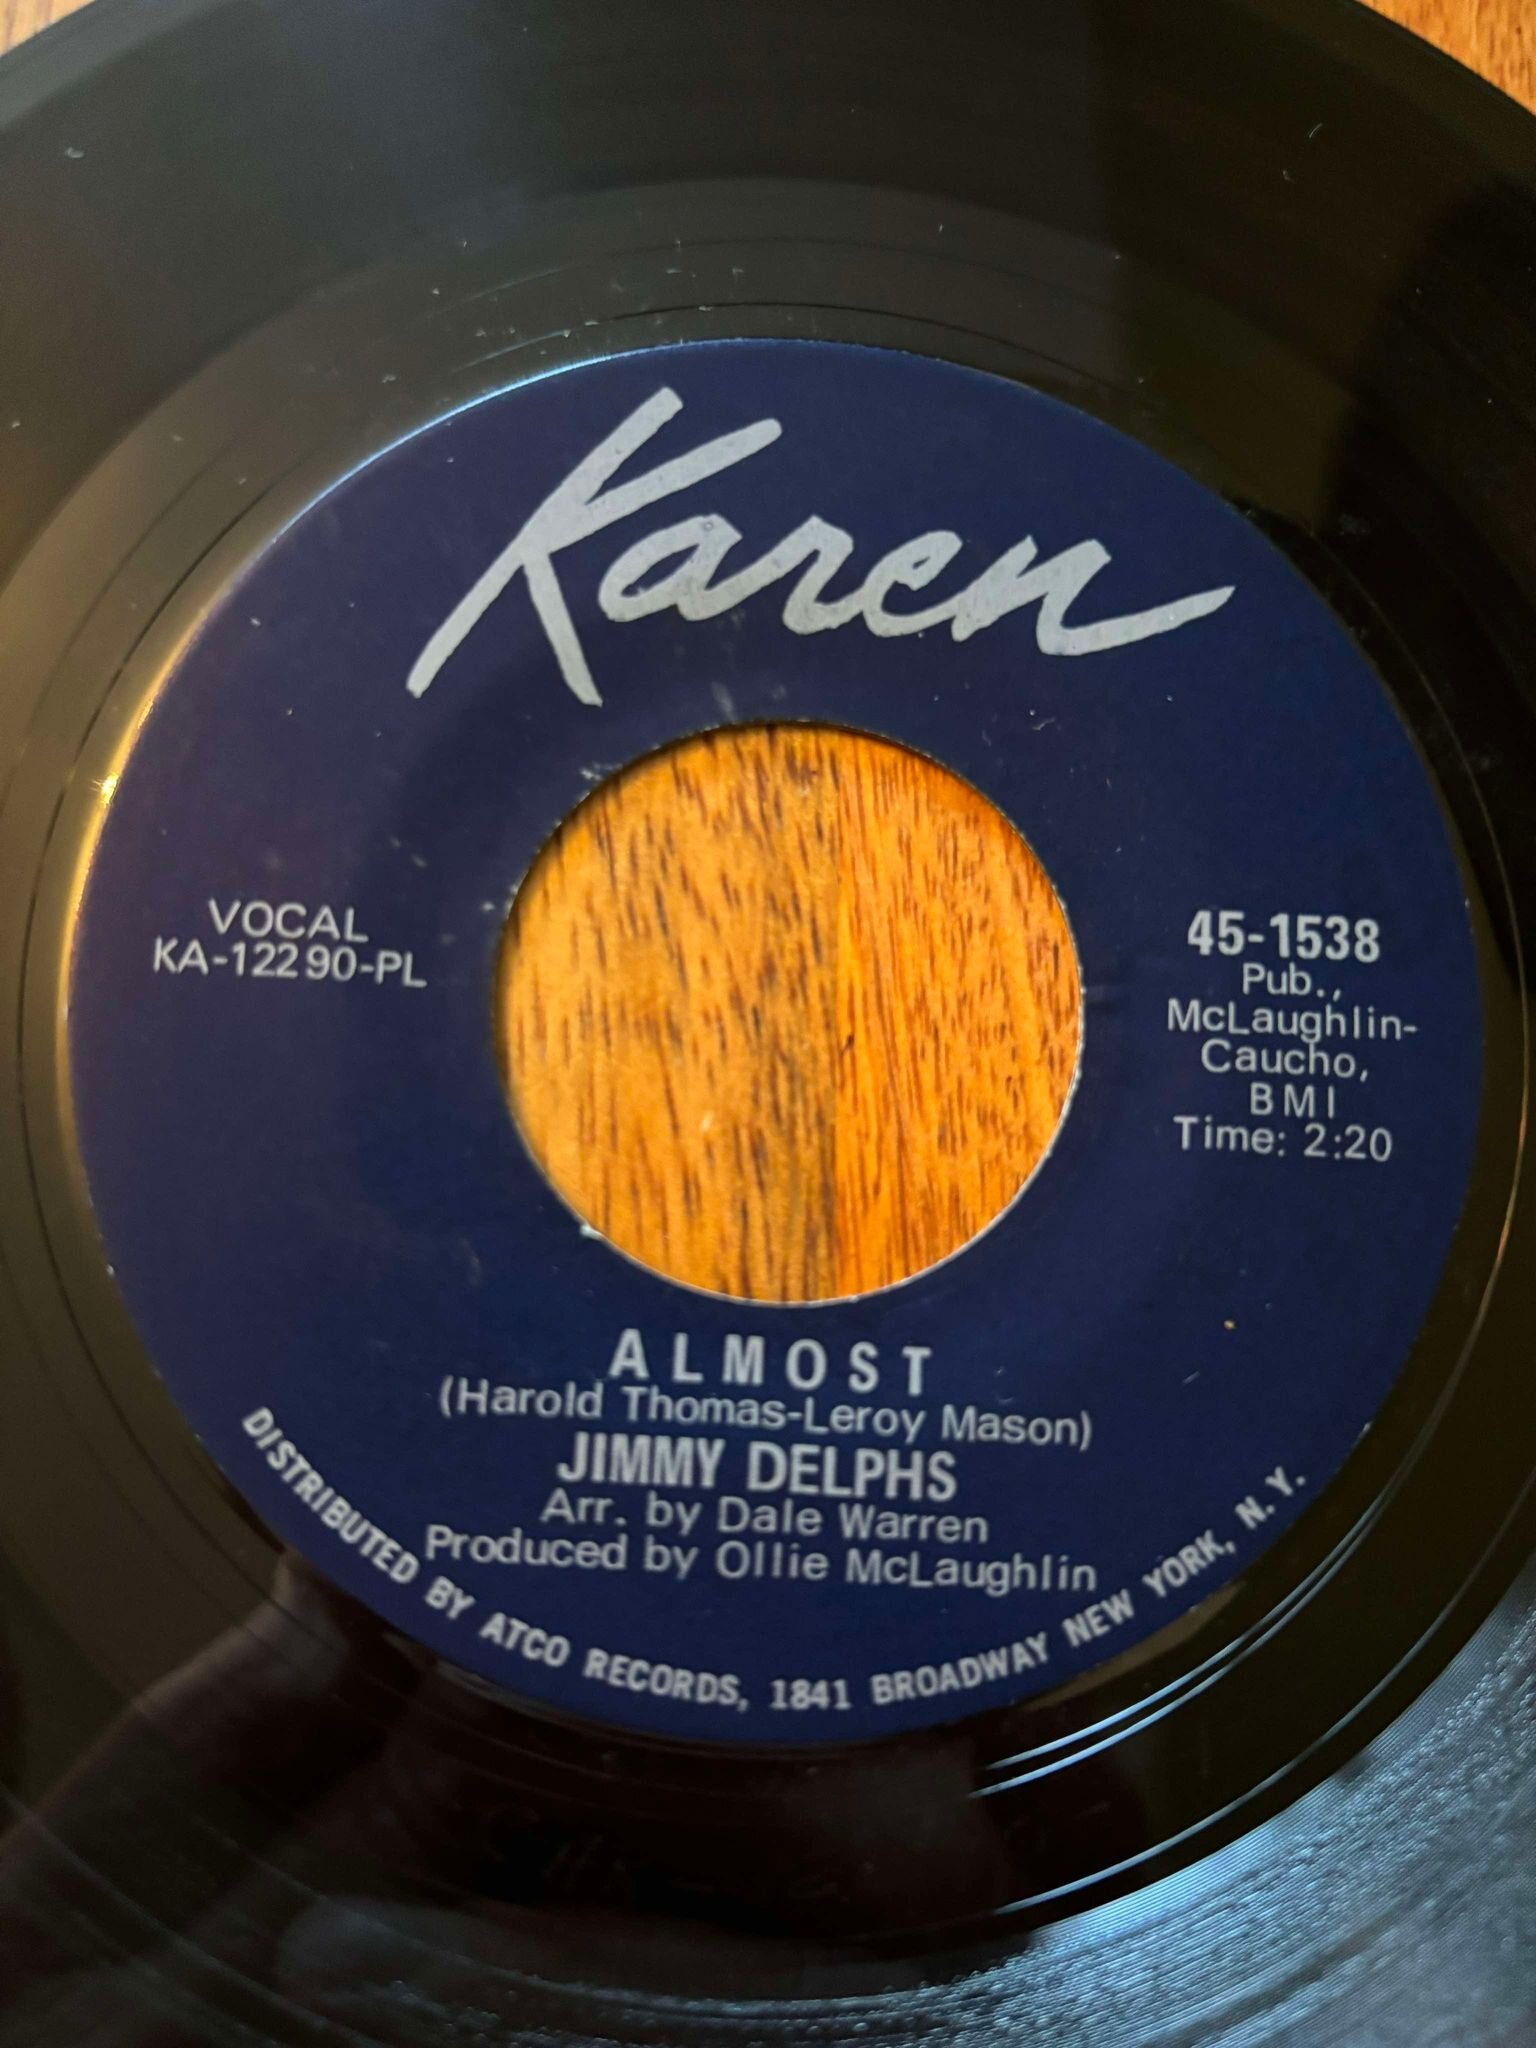 Karen
VOCAL
KA-12290-PL
45-1538
Pub.,
McLaughlin-
Caucho,
BMI
Time: 2:20
ALMOST
(Harold Thomas-Leroy Mason)
JIMMY DELPHS
Arr. by Dale Warren
Produced by Ollie McLaughlin
DISTRIBUTED BY ATCO RECORDS, 1841 BROADWAY NEW YORK, N.Y.